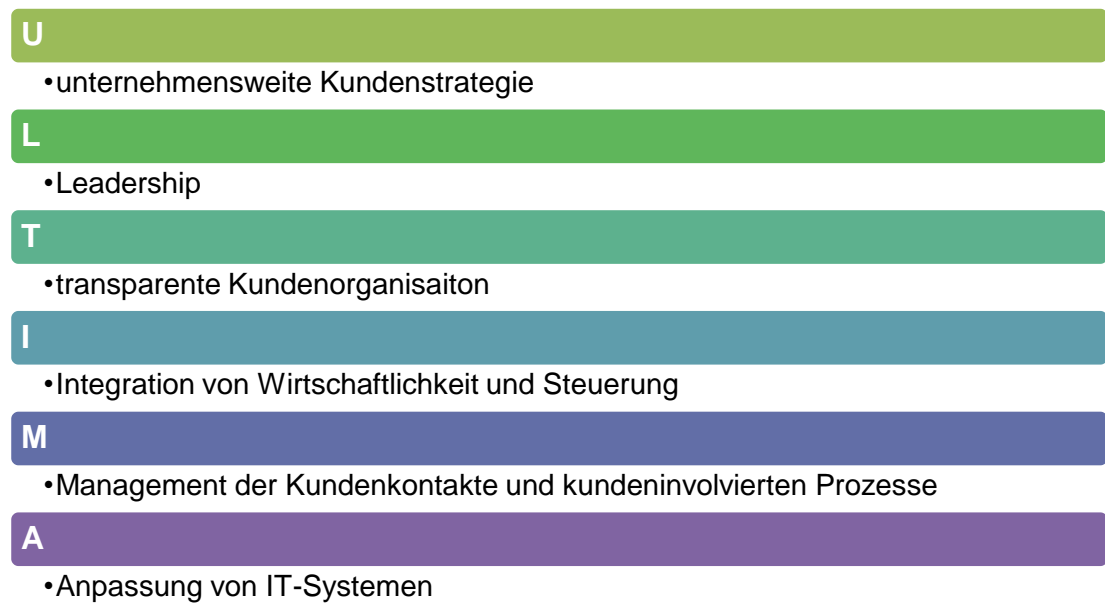 U
•unternehmensweite Kundenstrategie
L
•Leadership
T
•transparente Kundenorganisaiton
I
•Integration von Wirtschaftlichkeit und Steuerung
M
•Management der Kundenkontakte und kundeninvolvierten Prozesse
A
•Anpassung von IT-Systemen